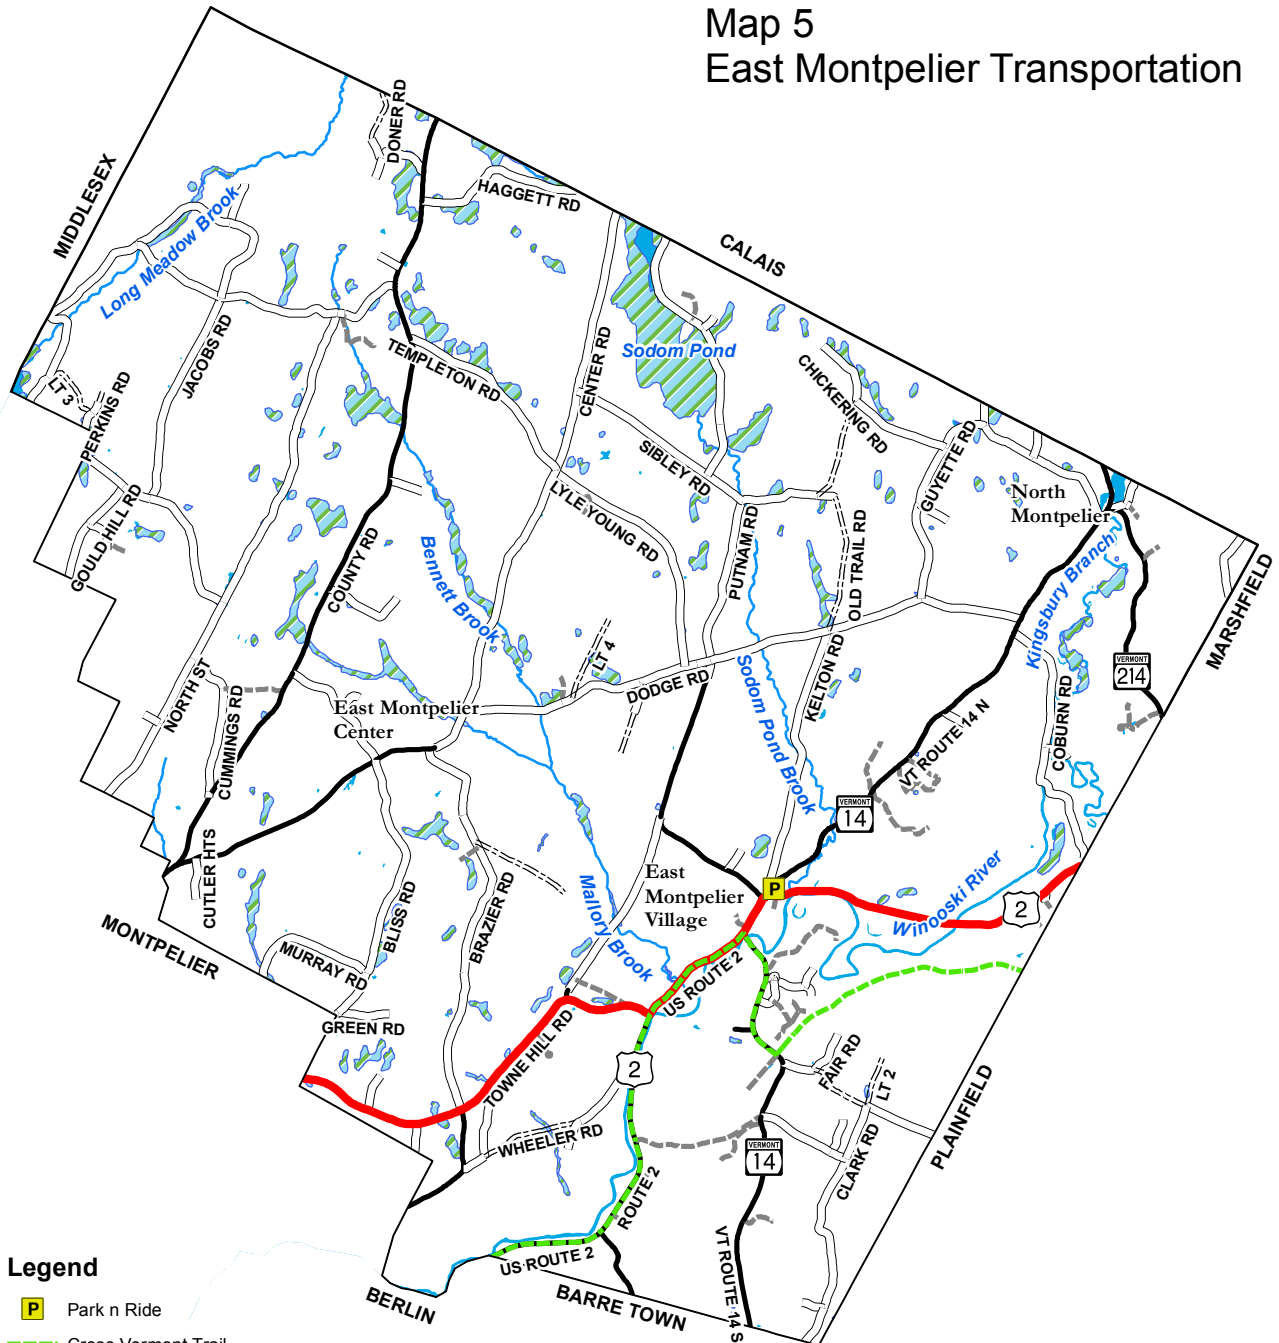 Map 5
East Montpelier Transportation
DONER RD
HAGGETT RD
MIDDLESEX
CALAIS
Long Meadow Brook
Sodom Pond
JACOBS RD
TEMPLETON RD
CENTER RD
CHICKERING RD
LT 3
PERKINS RD
SIBLEY RD
GUYETTE RD
North
Montpelier
GOULD HILL RD
LYLE YOUNG RD
COUNTY RD
Bennett Brook
PUTNAM RD
OLD TRAIL RD
Kingsbury Branch
MARSHFIELD
VERMONT
214
LT 4
DODGE RD
NORTH ST
CUMMINGS RD
East Montpelier
Center
Sodom Pond Brook
KELTON RD
VT ROUTE 14 N
COBURN RD
VERMONT
14
CUTLER HTS
BLISS RD
BRAZIER RD
East
Montpelier
Village
P
Mallory Brook
Winooski River
2
MONTPELIER
MURRAY RD
US ROUTE 2
GREEN RD
TOWNE HILL RD
2
FAIR RD
LT 2
PLAINFIELD
WHEELER RD
VERMONT
14
CLARK RD
ROUTE 2
US ROUTE 2
VT ROUTE 14 S
BERLIN
BARRE TOWN
Legend
P Park n Ride
Cross Vermont Trail